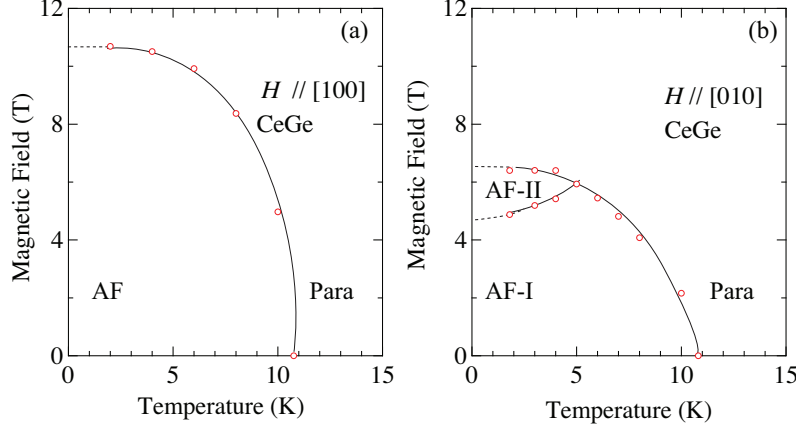 (a)
H // [100]
CeGe
AF
Para
12
8
4
0
0
5
10
15
Magnetic Field (T)
Temperature (K)
(b)
H // [010]
CeGe
AF-II
AF-I
Para
12
8
4
0
0
5
10
15
Magnetic Field (T)
Temperature (K)